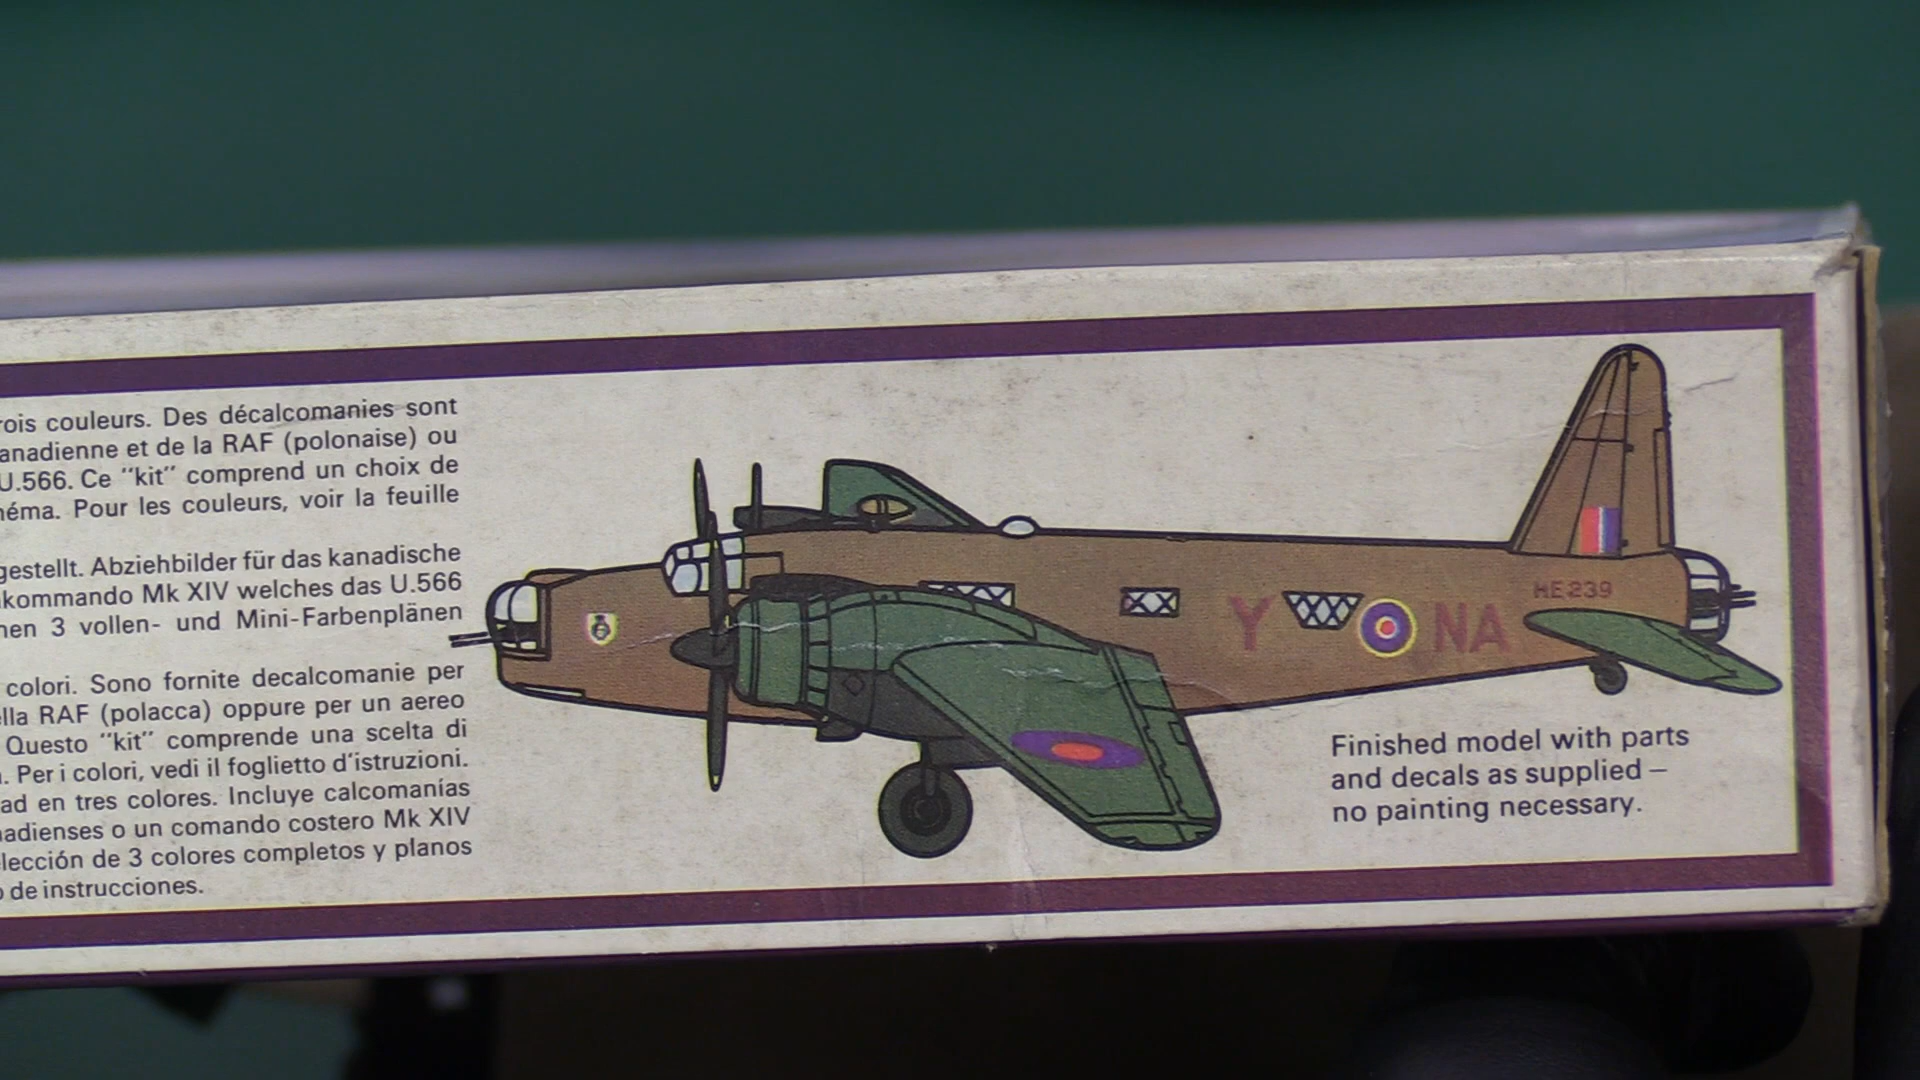 rois couleurs. Des décalcomanies sont
anadienne et de la RAF (polonaise) ou
U.566. Ce "kit" comprend un choix de
héma. Pour les couleurs, voir la feuille
gestellt. Abziehbilder für das kanadische
kommando Mk XIV welches das U.566
nen 3 vollen- und Mini-Farbenplänen
colori. Sono fornite decalcomanie per
lla RAF (polacca) oppure per un aereo
Questo "kit" comprende una scelta di
. Per i colori, vedi il foglietto d'istruzioni.
ad en tres colores. Incluye calcomanías
nadienses o un comando costero Mk XIV
lección de 3 colores completos y planos
de instrucciones.
HE239
Y NA
Finished model with parts
and decals as supplied –
no painting necessary.